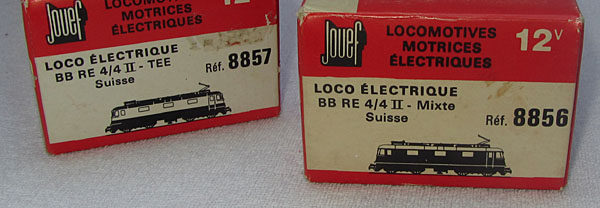 Jouef
LOCOMOTIVES
MOTRICES
ÉLECTRIQUES
12
LOCO ÉLECTRIQUE
BB RE 4/4 II - TEE
Suisse
Réf. 8857
Jouef
LOCOMOTIVES
MOTRICES
ÉLECTRIQUES
12V
LOCO ÉLECTRIQUE
BB RE 4/4 II - Mixte
Suisse
Réf. 8856